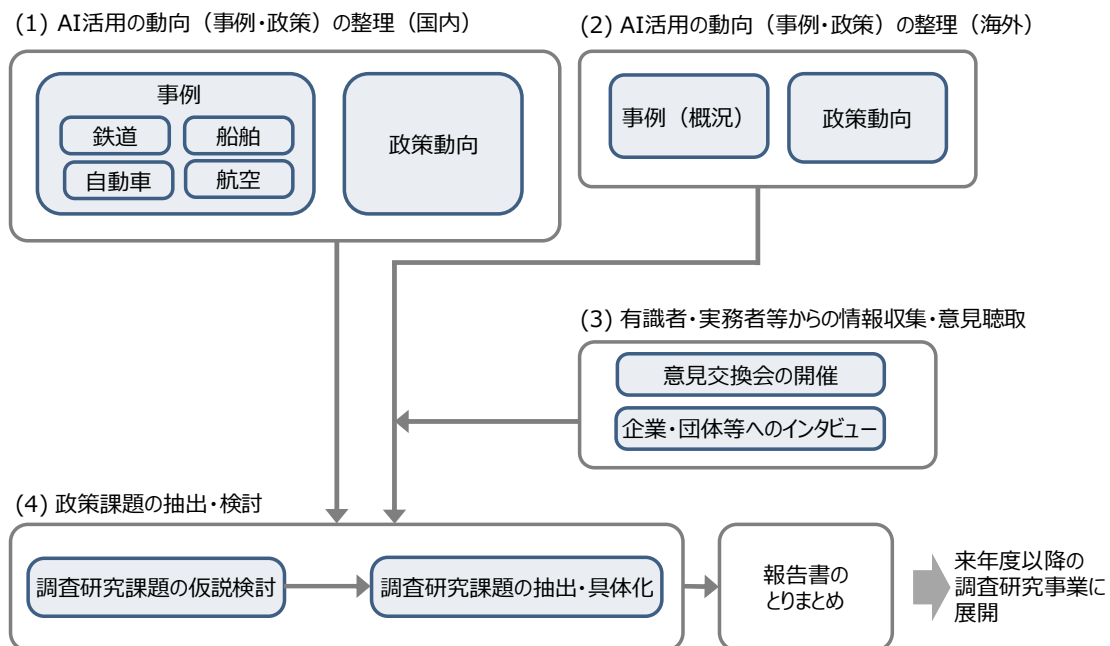 (1) AI活用の動向（事例・政策）の整理（国内）
事例
鉄道
船舶
自動車
航空
政策動向
(2) AI活用の動向（事例・政策）の整理（海外）
事例（概況）
政策動向
(3) 有識者・実務者等からの情報収集・意見聴取
意見交換会の開催
企業・団体等へのインタビュー
(4) 政策課題の抽出・検討
調査研究課題の仮説検討
調査研究課題の抽出・具体化
報告書の
とりまとめ
来年度以降の
調査研究事業に
展開